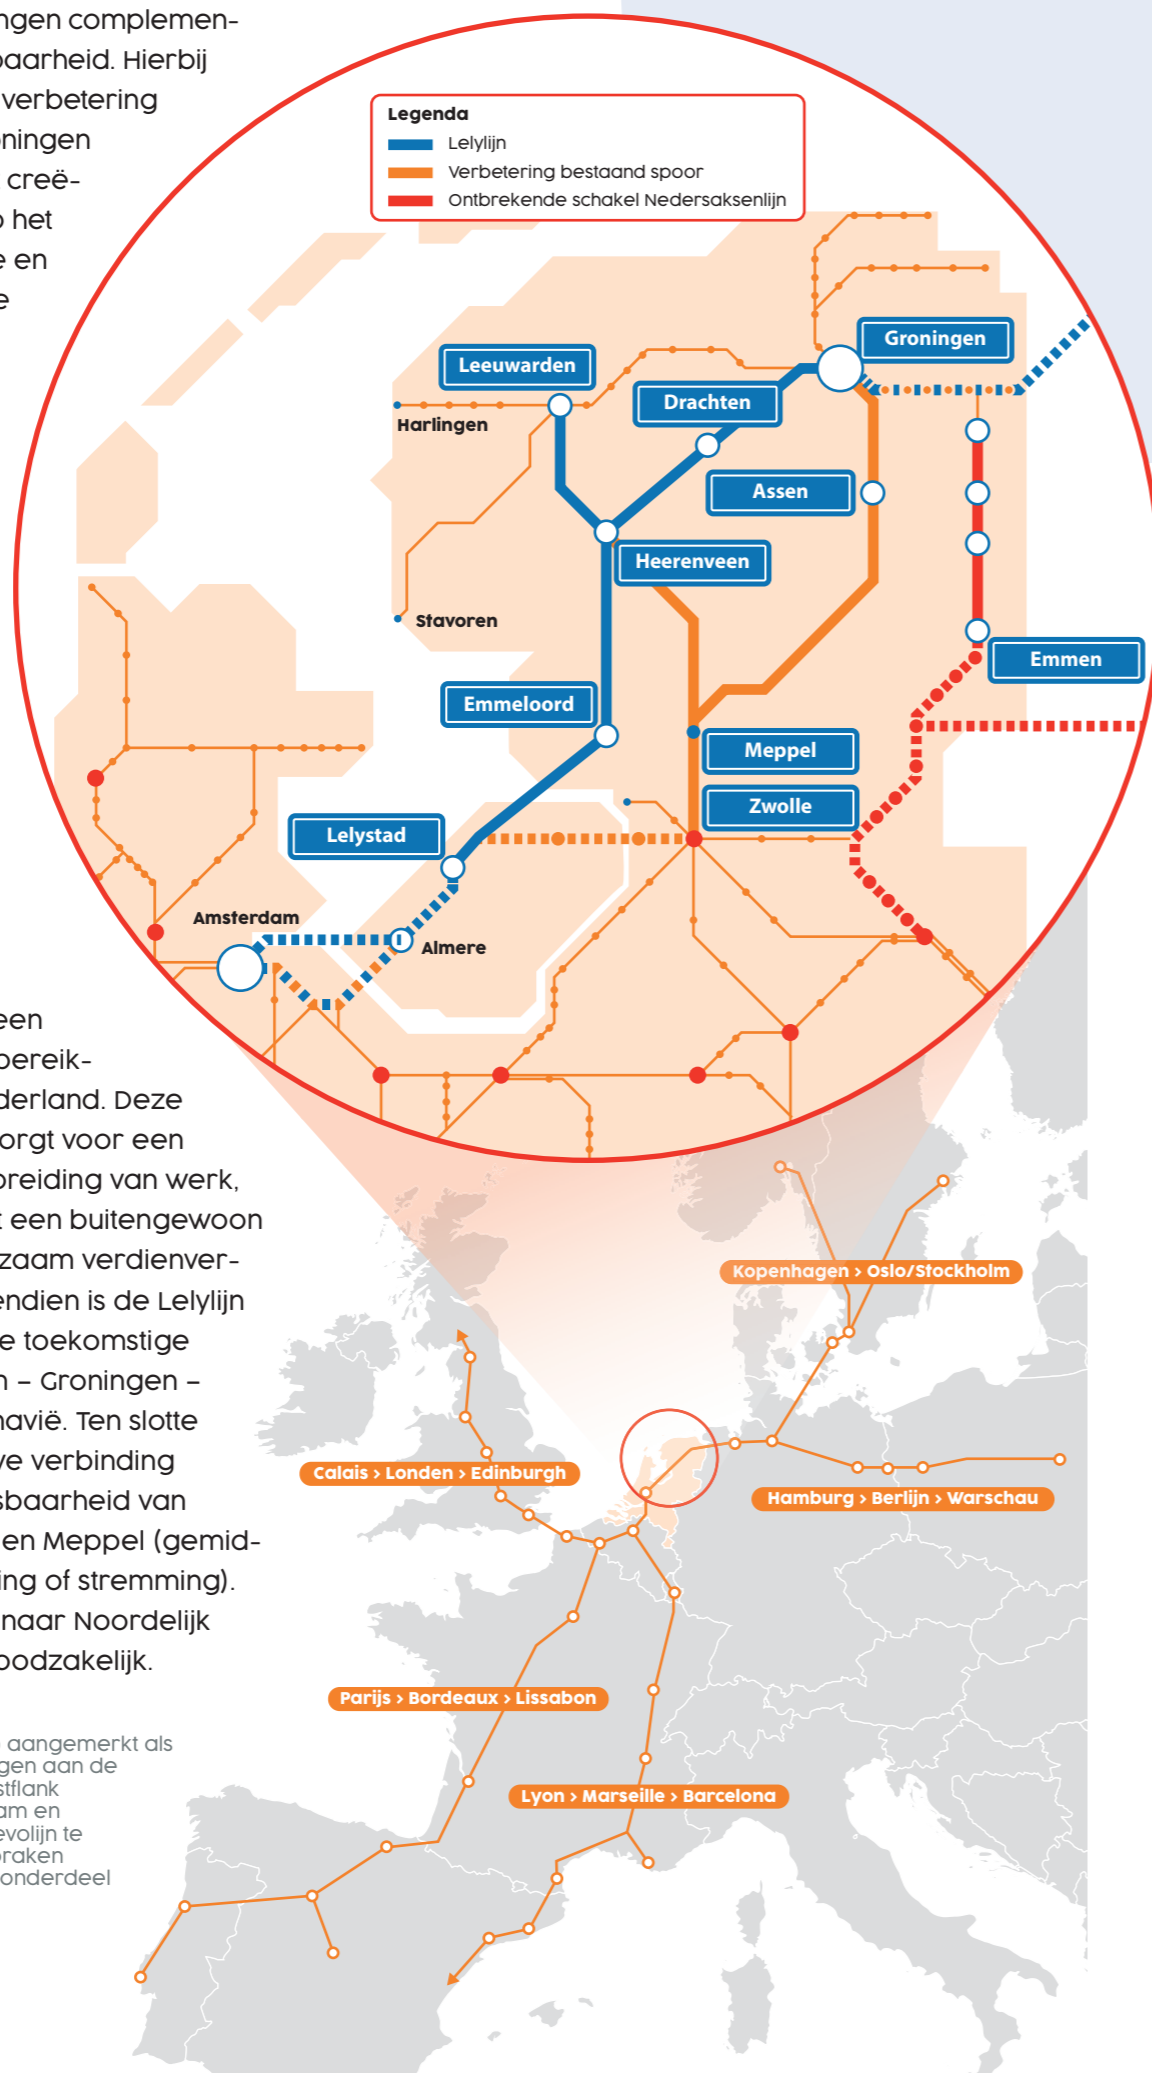 ngen complemen-
baarheid. Hierbij
verbetering
oningen
creë-
o het
e en
e
Legenda
Lelylijn
Verbetering bestaand spoor
Ontbrekende schakel Nedersaksenlijn
Groningen
Leeuwarden
Drachten
Harlingen
Assen
Heerenveen
Stavoren
Emmen
Emmeloord
Meppel
Zwolle
Lelystad
Amsterdam
Almere
een
bereik-
derland. Deze
orgt voor een
oreiding van werk,
t een buitengewoon
zaam verdienver-
endien is de Lelylijn
e toekomstige
n – Groningen –
navië. Ten slotte
ve verbinding
sbaarheid van
en Meppel (gemid-
ing of stremming).
naar Noordelijk
oodzakelijk.
aangemerkt als
gen aan de
stflank
am en
evolijn te
raken
onderdeel
Kopenhagen > Oslo/Stockholm
Calais > Londen > Edinburgh
Hamburg > Berlijn > Warschau
Parijs > Bordeaux > Lissabon
Lyon > Marseille > Barcelona